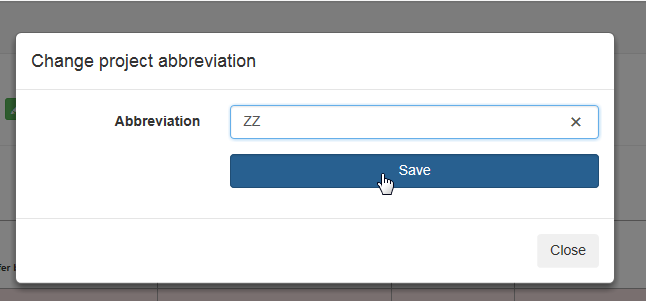 Change project abbreviation
Abbreviation
ZZ
Save
Close